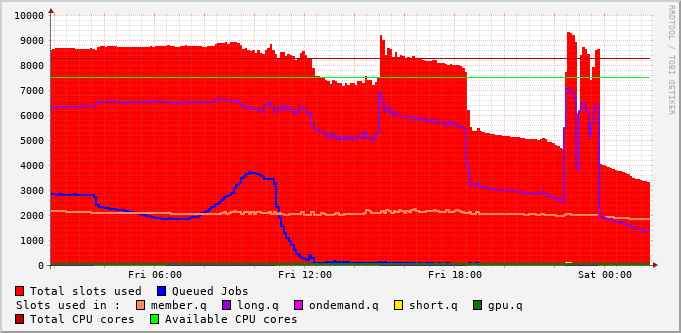 10000
9000
8000
7000
6000
5000
4000
3000
2000
1000
0
Fri 06:00 Fri 12:00 Fri 18:00 Sat 00:00
RRDTOOL / TOBI OETIKER
Total slots used Queued Jobs
Slots used in : member.q long.q ondemand.q short.q gpu.q
Total CPU cores Available CPU cores